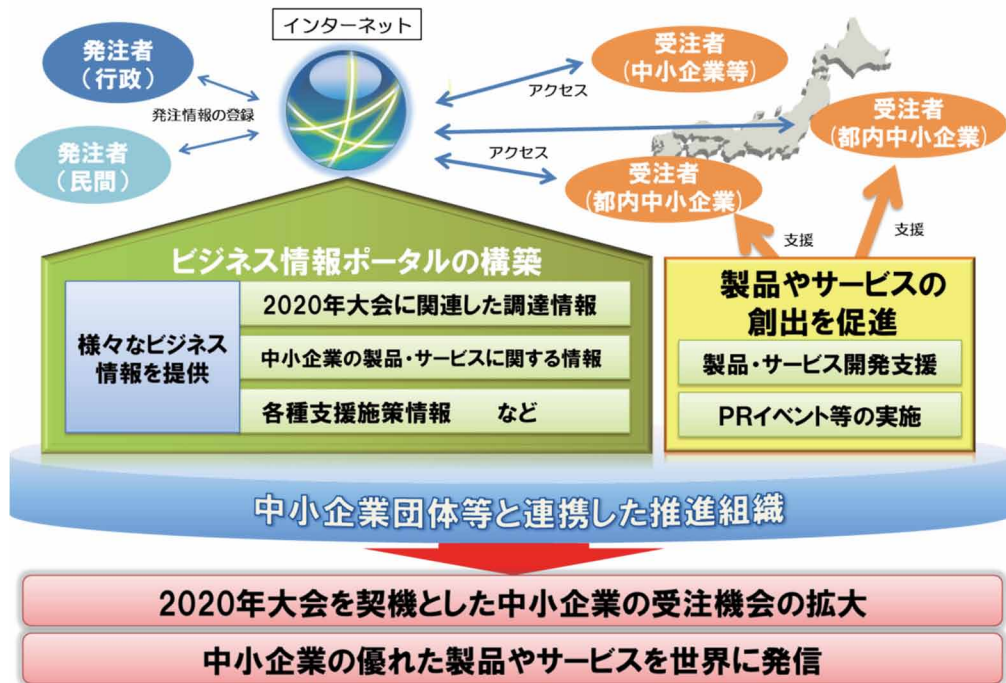 インターネット
発注者
(行政)
発注情報の登録
発注者
(民間)
受注者
(中小企業等)
アクセス
受注者
(都内中小企業)
アクセス
受注者
(都内中小企業)
支援
支援
ビジネス情報ポータルの構築
様々なビジネス
情報を提供
2020年大会に関連した調達情報
中小企業の製品・サービスに関する情報
各種支援施策情報　など
製品やサービスの
創出を促進
製品・サービス開発支援
PRイベント等の実施
中小企業団体等と連携した推進組織
2020年大会を契機とした中小企業の受注機会の拡大
中小企業の優れた製品やサービスを世界に発信